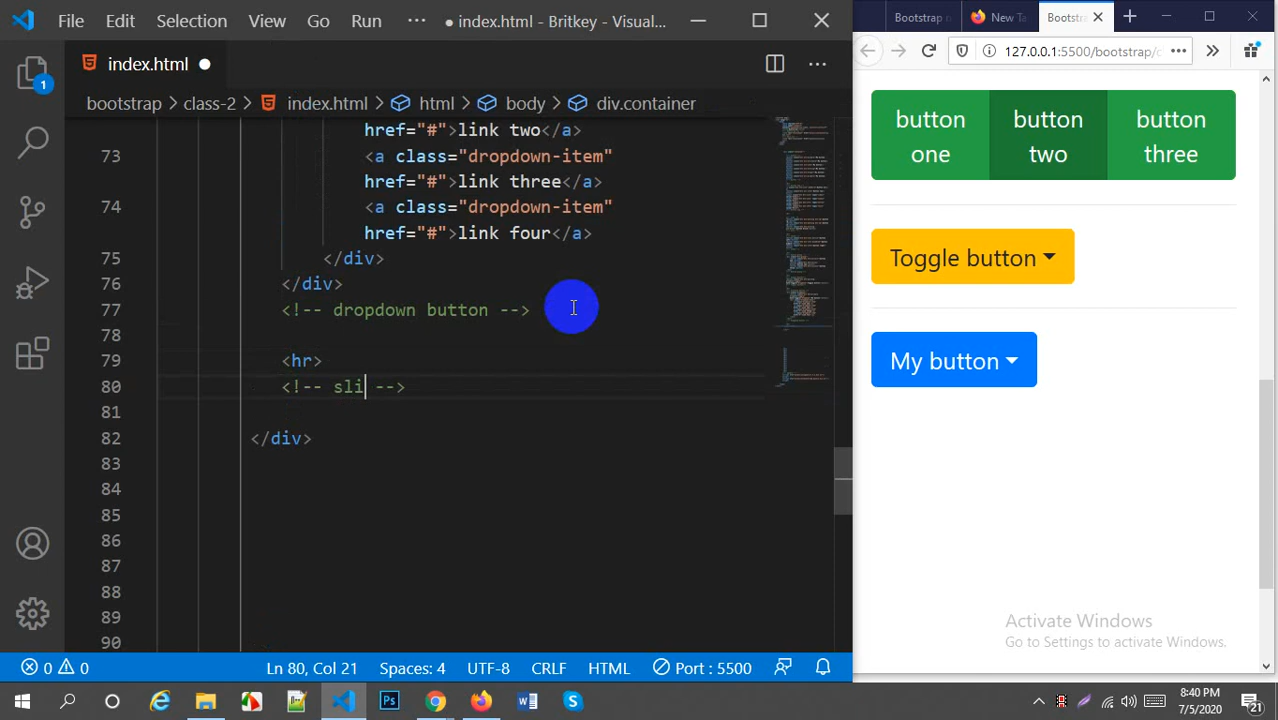 File Edit Selection View Go Run ··· ● index.html - Britkey - Visual...
Bootstrap New Ta Bootstra
index.html ●
127.0.0.1:5500/bootstrap/c ···
1
bootstrap > class-2 > index.html > html > body > div.container
href="#">link two</a>
73 <a class="dropdown-item"
href="#">link three</a>
74 <a class="dropdown-item"
href="#">link four</a>
75 </div>
76 </div>
77 <!-- dropdown button -->
78
79 <hr>
80 <!-- sli -->
81
82 </div>
83
84
85
86
87
88
89
90
button one
button two
button three
Toggle button
My button
Activate Windows
Go to Settings to activate Windows.
0 0 Ln 80, Col 21 Spaces: 4 UTF-8 CRLF HTML Port : 5500
8:40 PM
7/5/2020
21